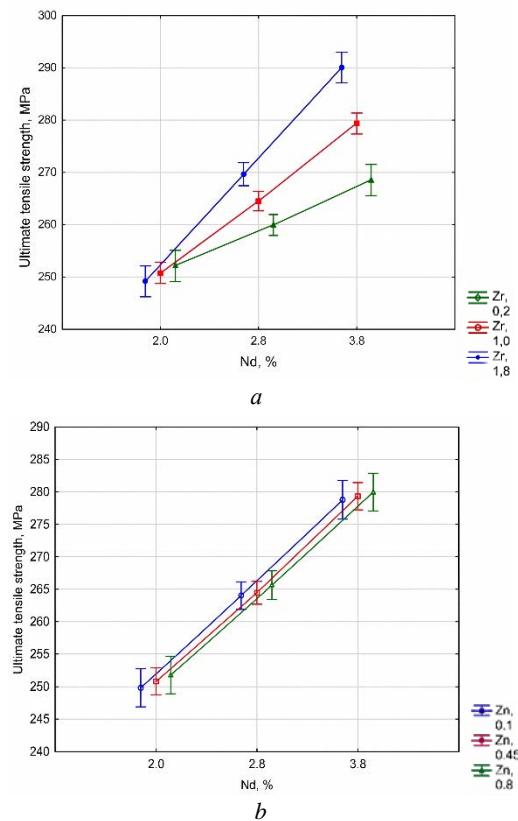 300
290
280
270
260
250
240
Ultimate tensile strength, MPa
2.0 2.8 3.8
Nd, %
Zr,
0,2
Zr,
1,0
Zr,
1,8
a
290
285
280
275
270
265
260
255
250
245
240
Ultimate tensile strength, MPa
2.0 2.8 3.8
Nd, %
Zn,
0.1
Zn,
0.45
Zn,
0.8
b